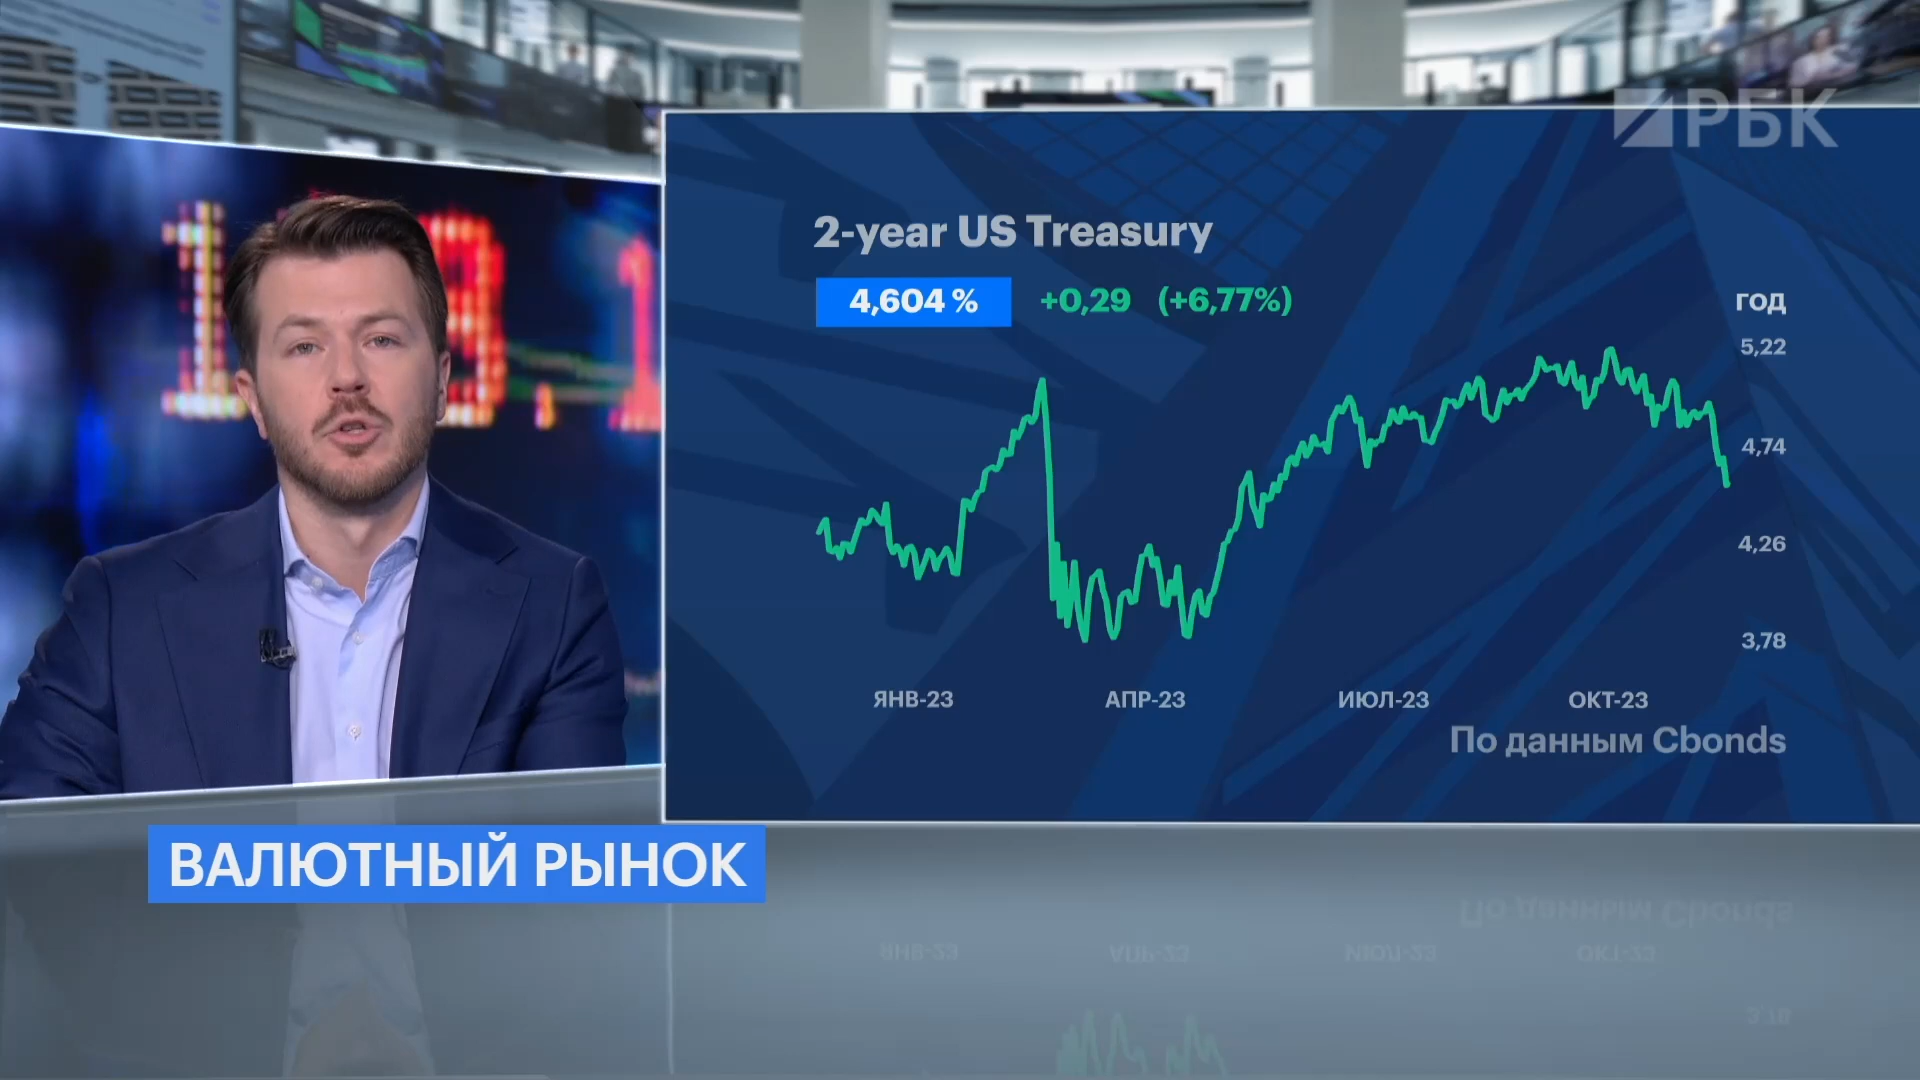 РБК
2-year US Treasury
4,604 % +0,29 (+6,77%)
ГОД
5,22
4,74
4,26
3,78
ЯНВ-23 АПР-23 ИЮЛ-23 ОКТ-23
По данным Cbonds
ВАЛЮТНЫЙ РЫНОК